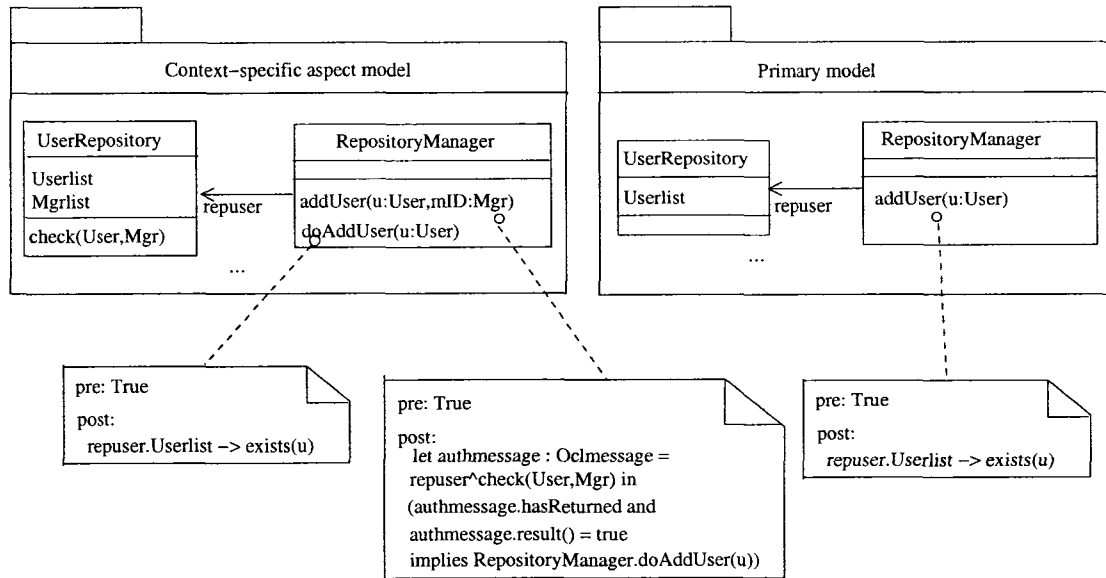 Context-specific aspect model
UserRepository
Userlist
Mgrlist
check(User,Mgr)
repuser
RepositoryManager
addUser(u:User,mID:Mgr)
doAddUser(u:User)
...
Primary model
UserRepository
Userlist
repuser
RepositoryManager
addUser(u:User)
...
pre: True
post:
repuser.Userlist -> exists(u)
pre: True
post:
let authmessage : Oclmessage =
repuser^check(User,Mgr) in
(authmessage.hasReturned and
authmessage.result() = true
implies RepositoryManager.doAddUser(u))
pre: True
post:
repuser.Userlist -> exists(u)